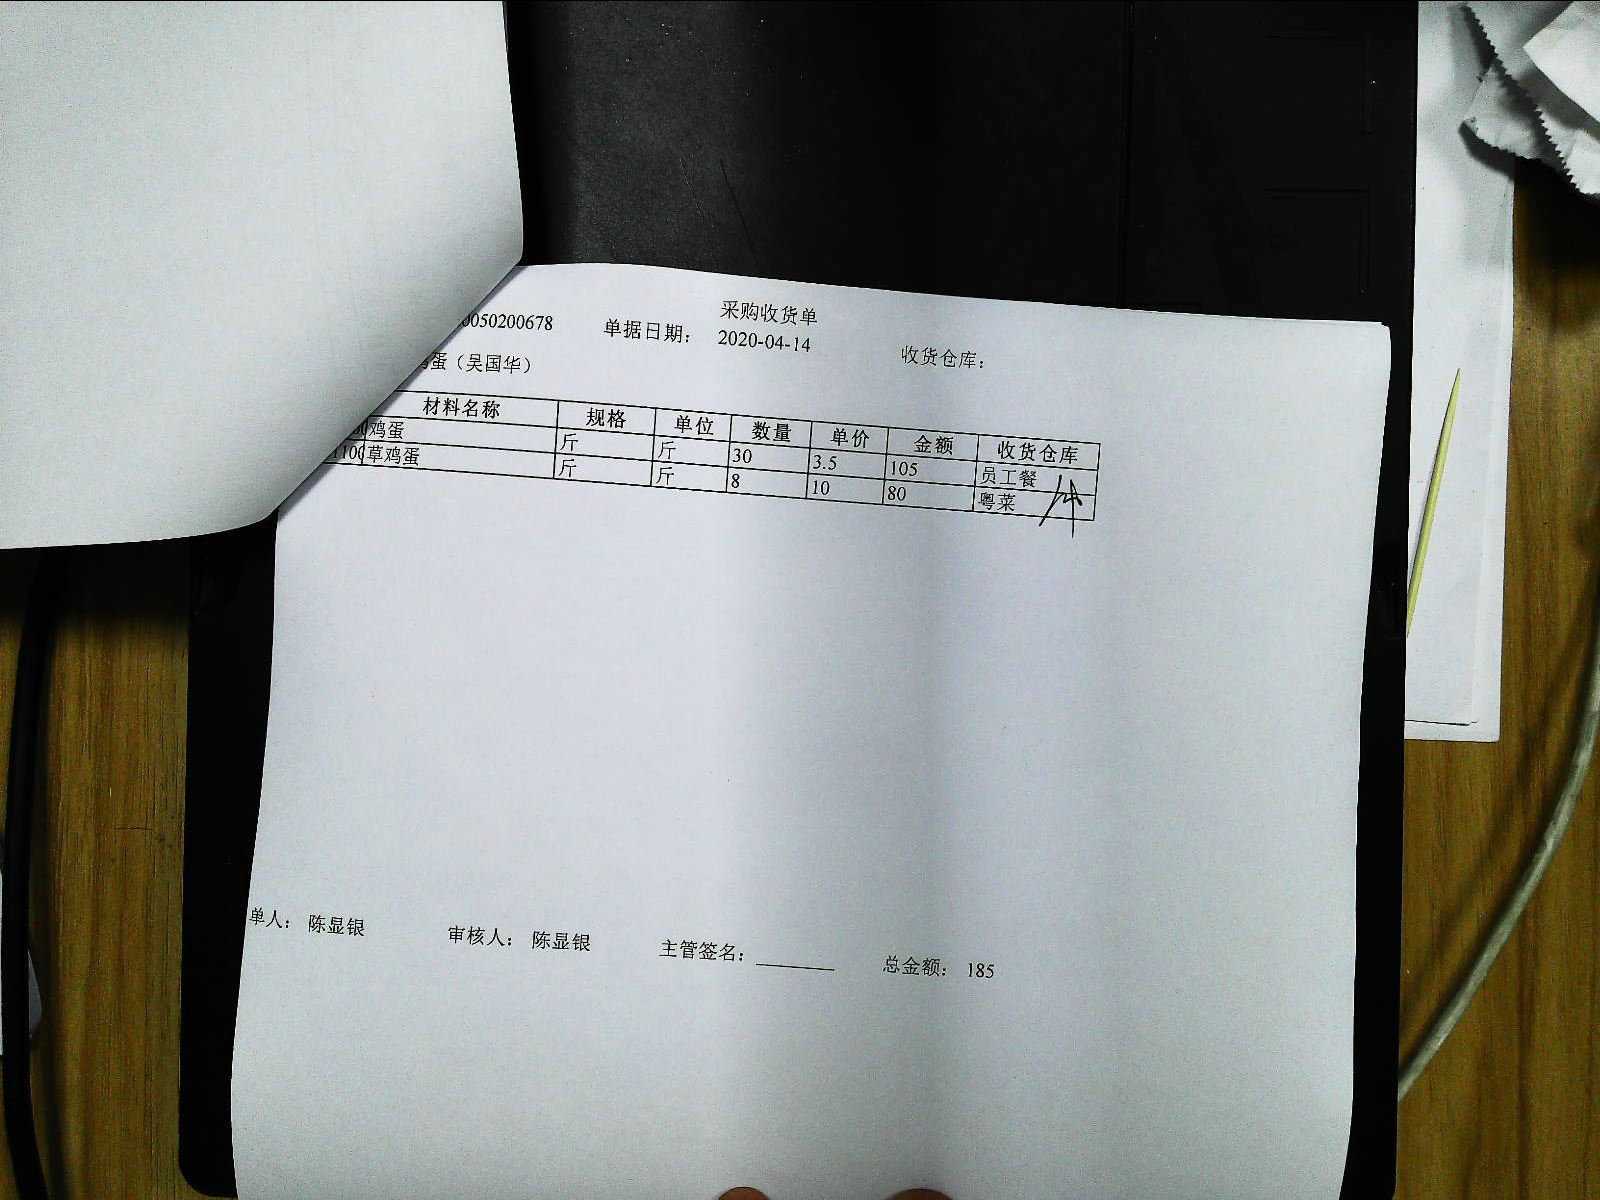 采购收货单
0050200678 单据日期： 2020-04-14 收货仓库：
鸡蛋（吴国华）
材料名称 规格 单位 数量 单价 金额 收货仓库
鸡蛋 斤 斤 30 3.5 105 员工餐
1100 草鸡蛋 斤 斤 8 10 80 粤菜
单人： 陈显银 审核人： 陈显银 主管签名： 总金额： 185